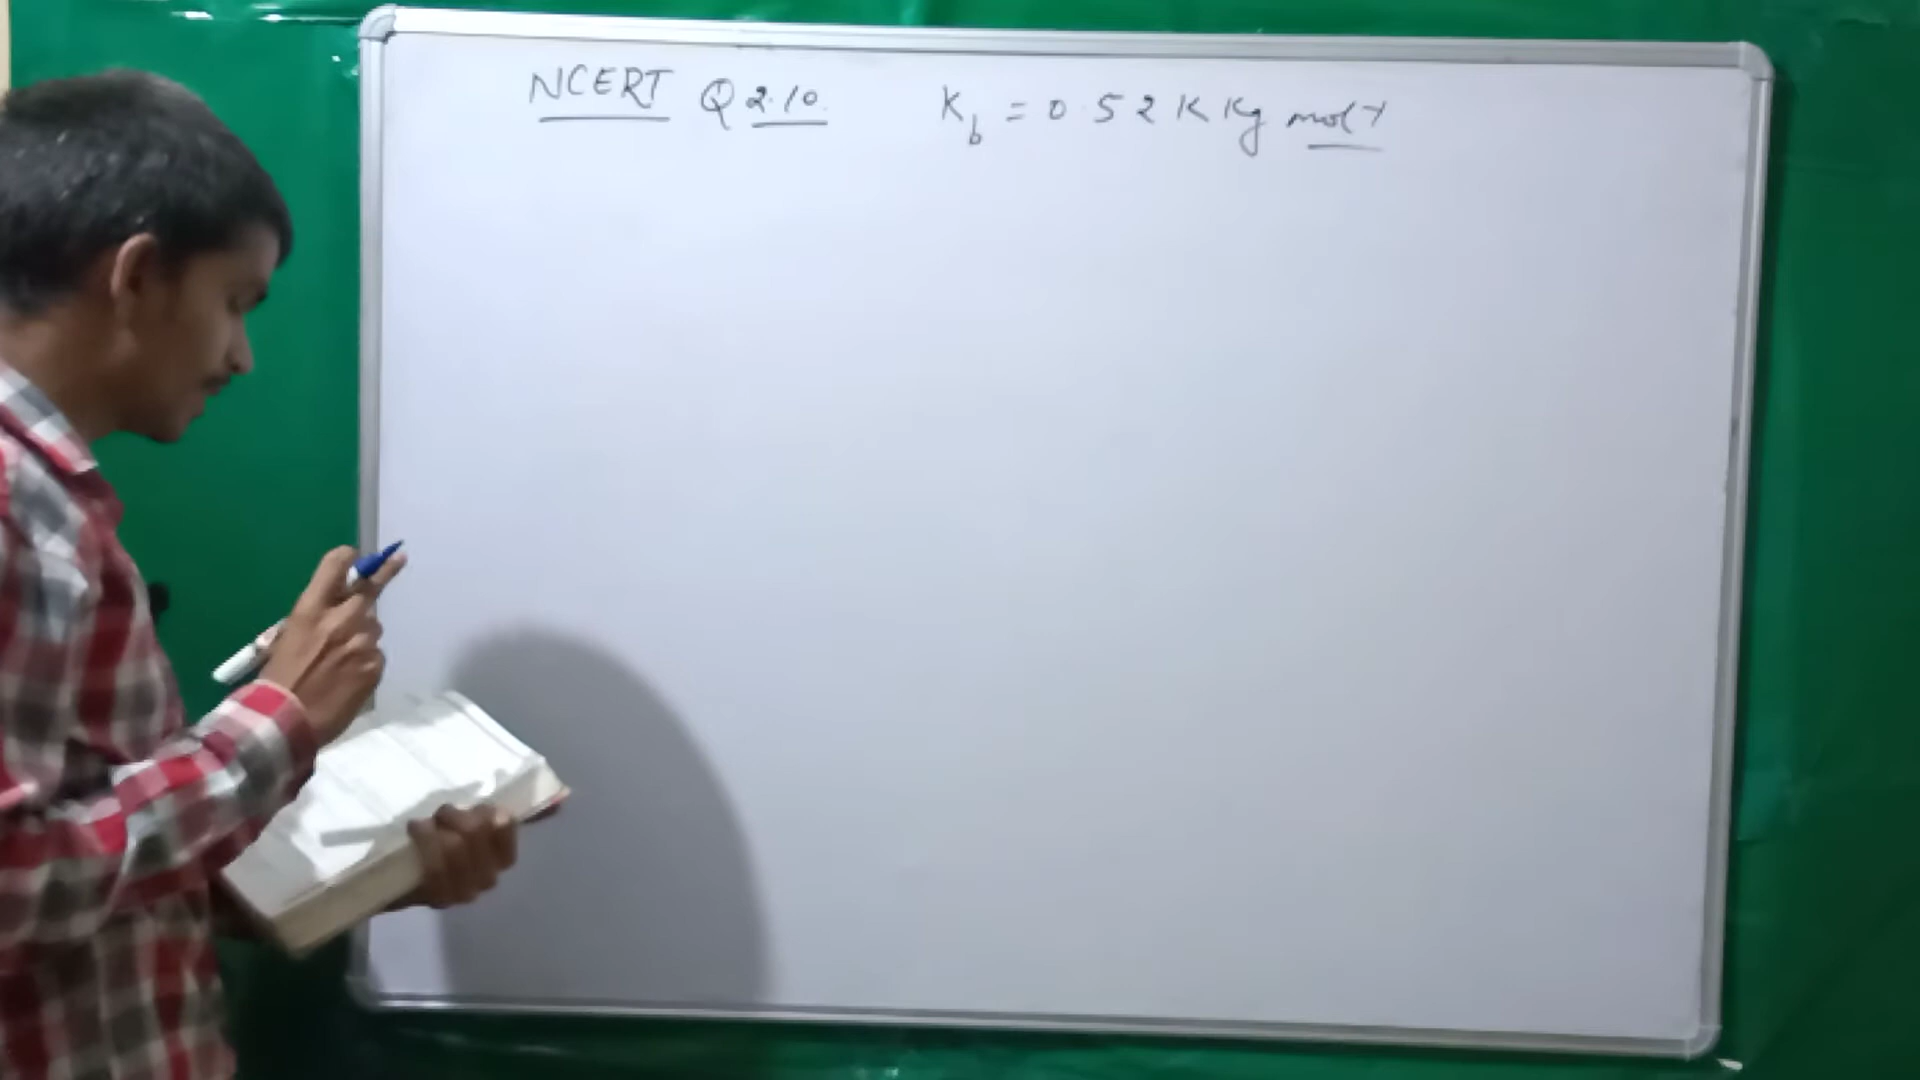 NCERT Q 2.10. K_b = 0.52 K Kg mol⁻¹